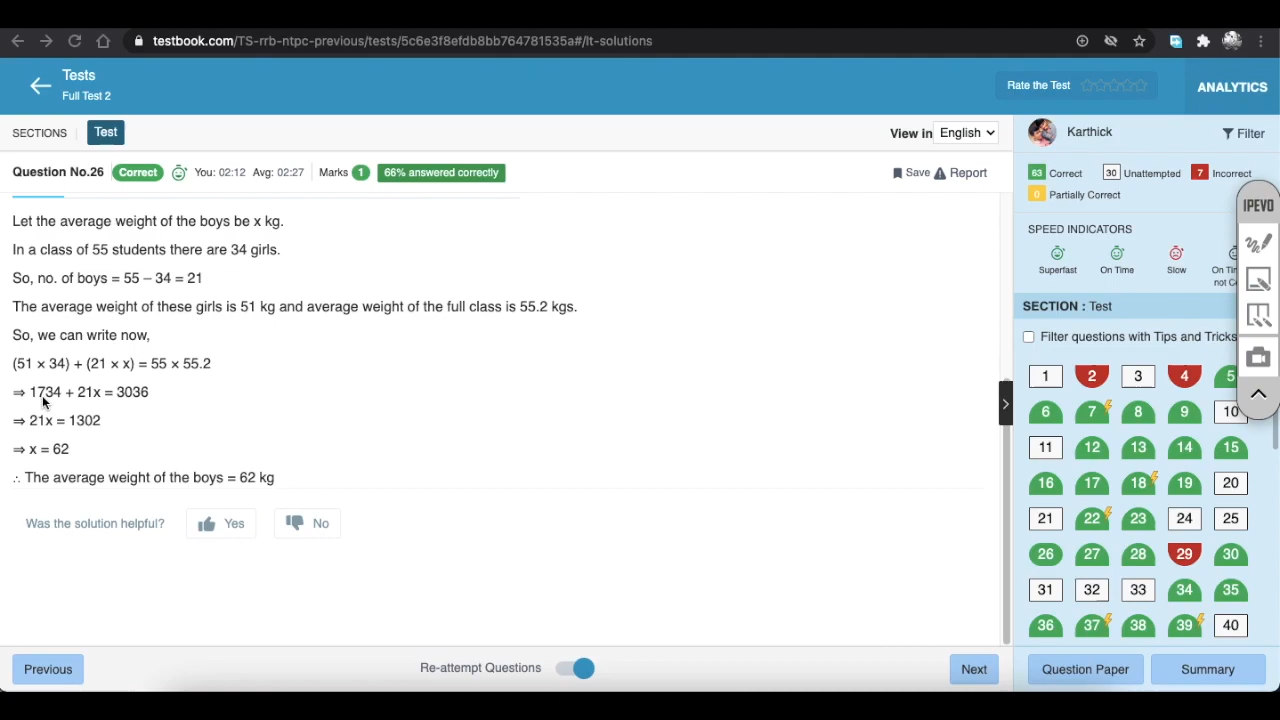 testbook.com/TS-rrb-ntpc-previous/tests/5c6e3f8efdb8bb764781535a#/lt-solutions
Tests
Full Test 2
Rate the Test
ANALYTICS
SECTIONS Test
View in English
Karthick
Filter
Question No.26 Correct You: 02:12 Avg: 02:27 Marks 1 66% answered correctly
Save Report
63 Correct 30 Unattempted 7 Incorrect
0 Partially Correct
IPEVO
Let the average weight of the boys be x kg.
In a class of 55 students there are 34 girls.
So, no. of boys = 55 – 34 = 21
The average weight of these girls is 51 kg and average weight of the full class is 55.2 kgs.
So, we can write now,
(51 × 34) + (21 × x) = 55 × 55.2
⇒ 1734 + 21x = 3036
⇒ 21x = 1302
⇒ x = 62
∴ The average weight of the boys = 62 kg
Was the solution helpful? Yes No
SPEED INDICATORS
Superfast On Time Slow
SECTION : Test
Filter questions with Tips and Tricks
1 2 3 4 5
6 7 8 9 10
11 12 13 14 15
16 17 18 19 20
21 22 23 24 25
26 27 28 29 30
31 32 33 34 35
36 37 38 39 40
Previous
Re-attempt Questions
Next
Question Paper
Summary